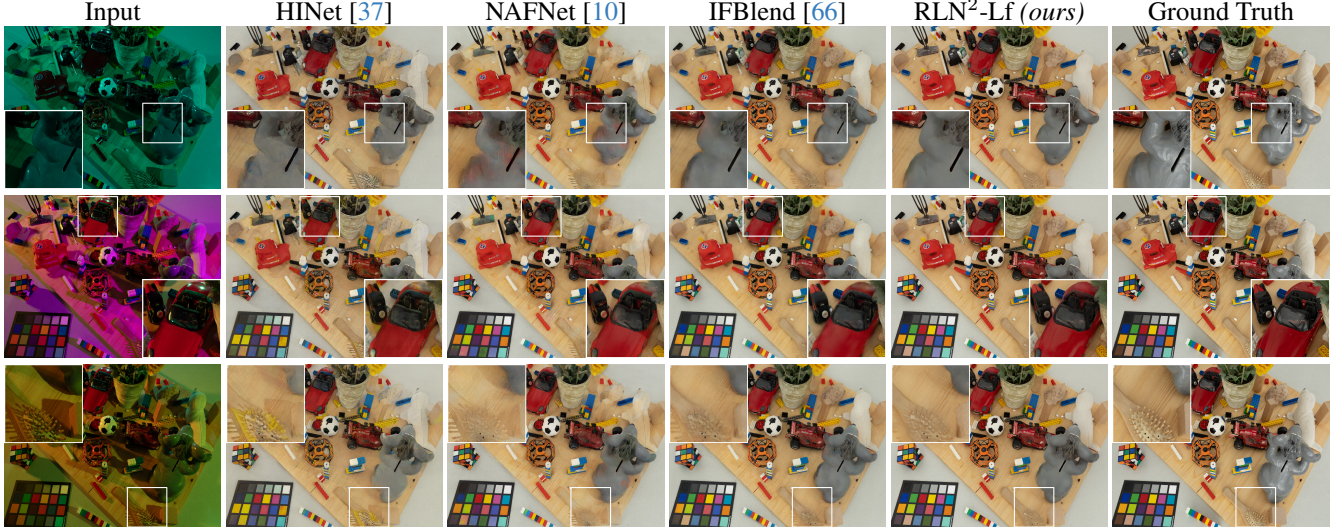 Input HINet [37] NAFNet [10] IFBlend [66] RLN²-Lf (ours) Ground Truth